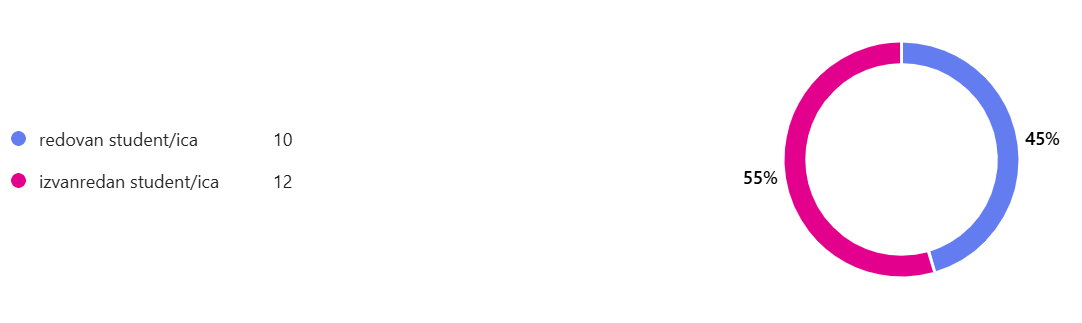 redovan student/ica 10
izvanredan student/ica 12
45%
55%